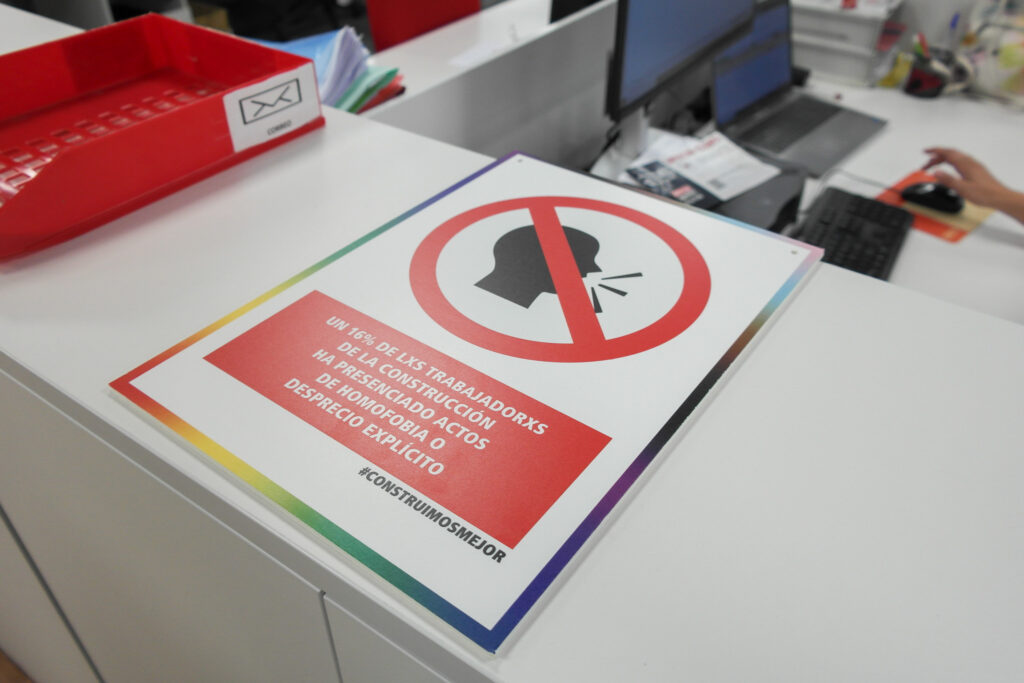 CORREO
UN 16% DE LXS TRABAJADORXS
DE LA CONSTRUCCIÓN
HA PRESENCIADO ACTOS
DE HOMOFOBIA O
DESPRECIO EXPLÍCITO
#CONSTRUIMOSMEJOR